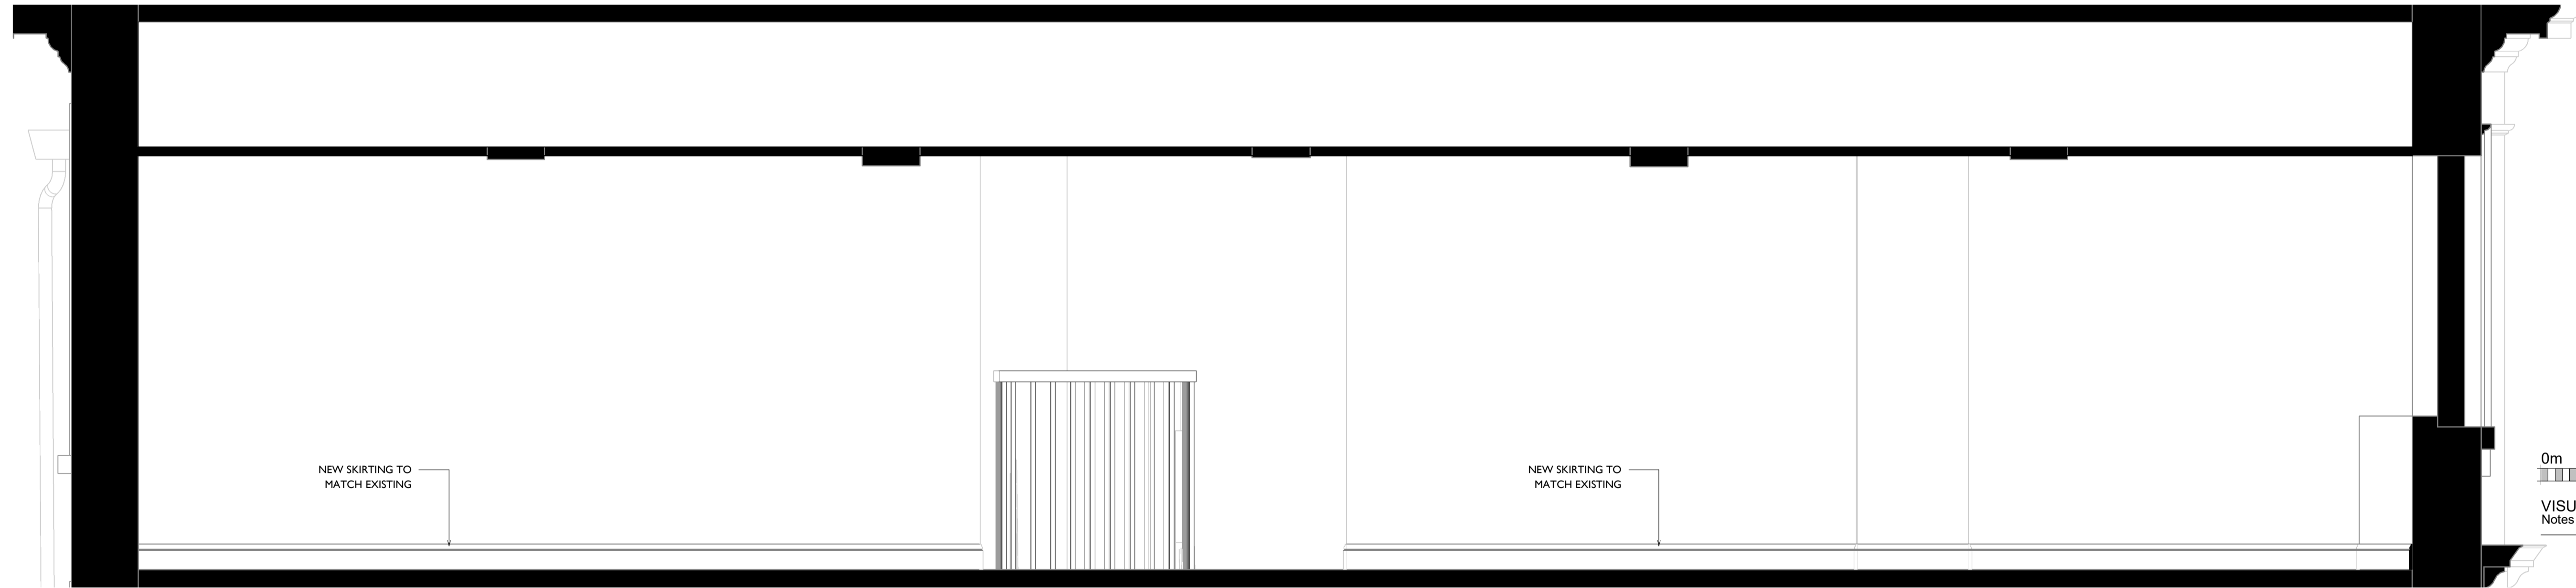 NEW SKIRTING TO
MATCH EXISTING
NEW SKIRTING TO
MATCH EXISTING
0m
VISU
Notes